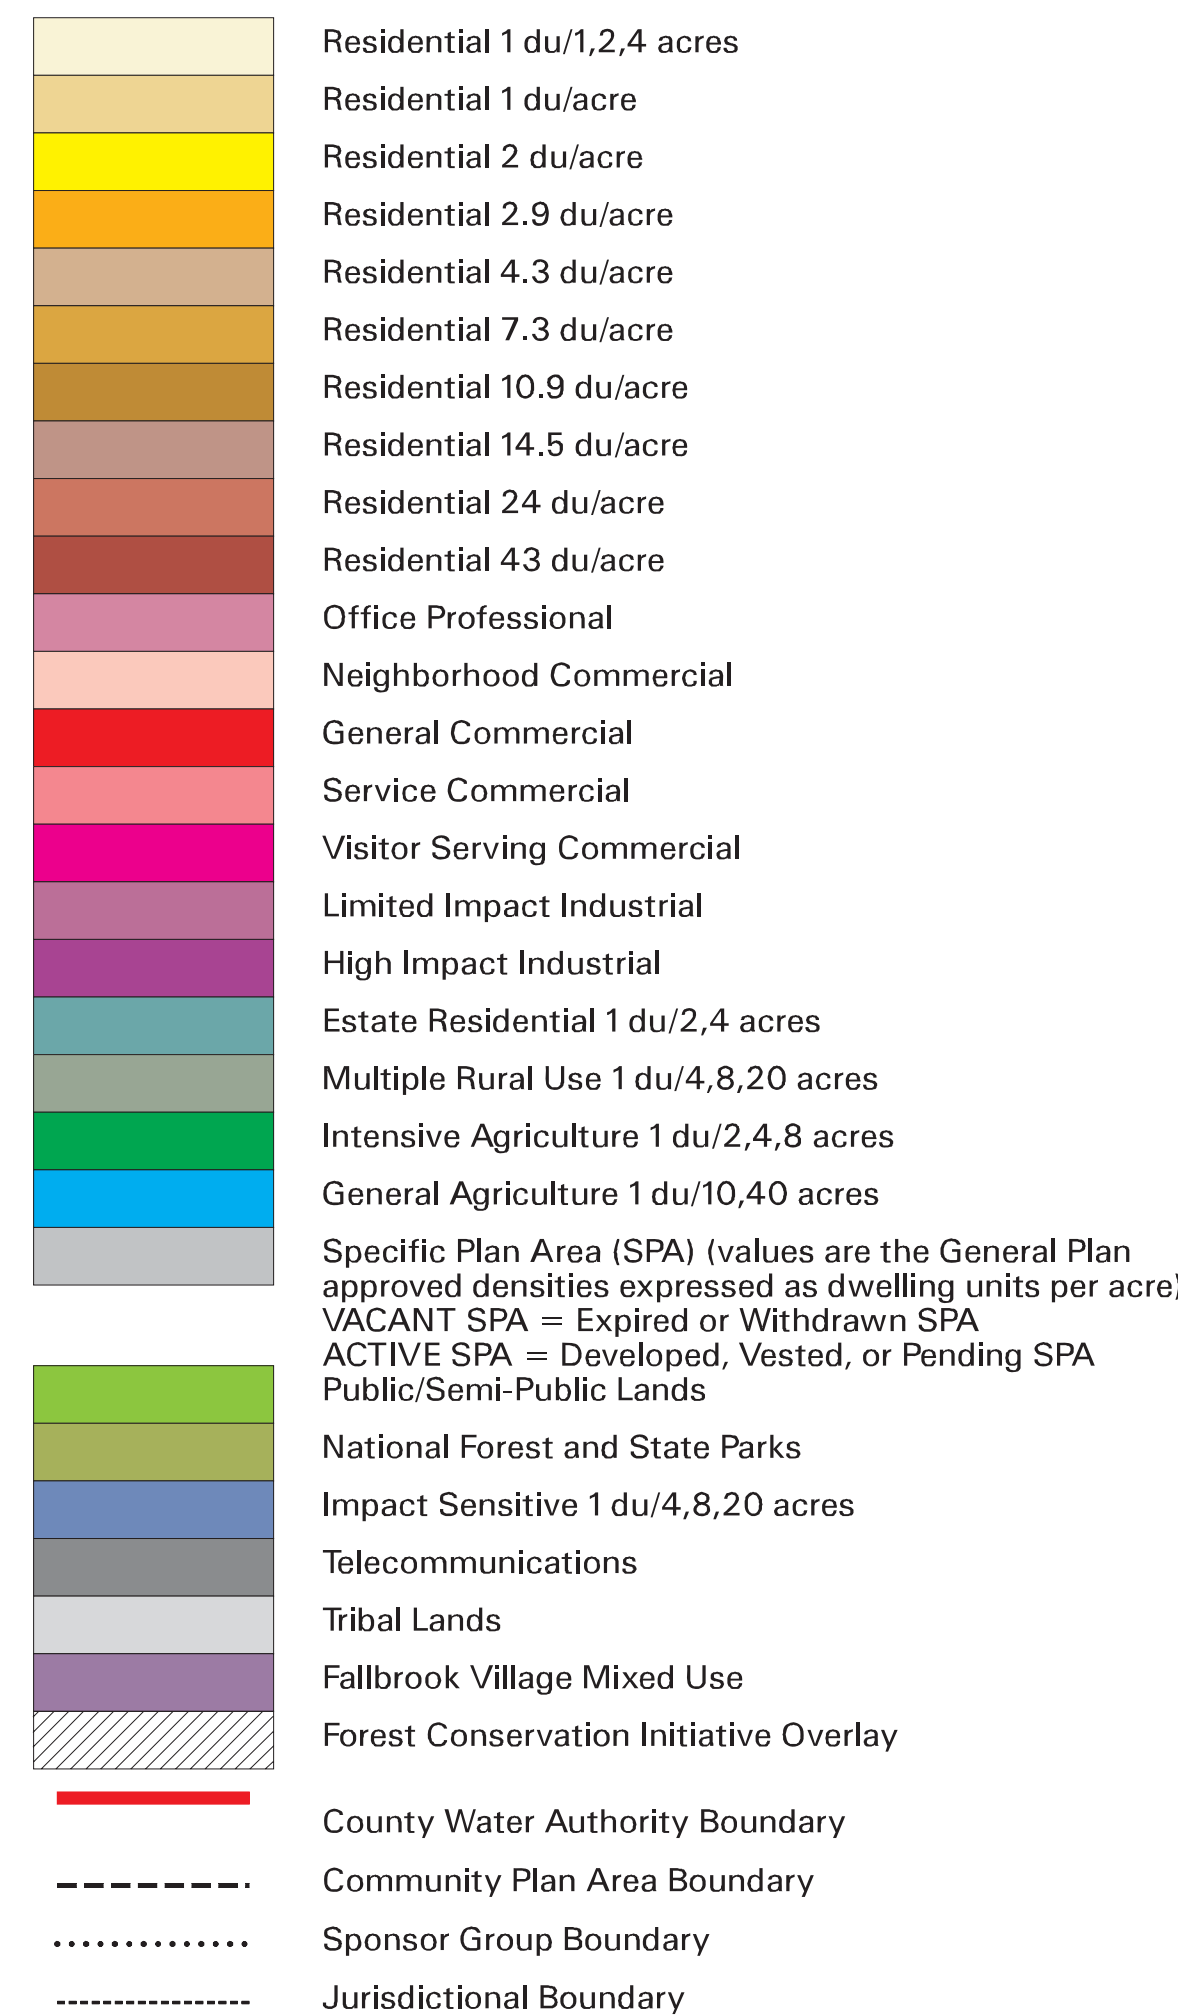 Residential 1 du/1,2,4 acres
Residential 1 du/acre
Residential 2 du/acre
Residential 2.9 du/acre
Residential 4.3 du/acre
Residential 7.3 du/acre
Residential 10.9 du/acre
Residential 14.5 du/acre
Residential 24 du/acre
Residential 43 du/acre
Office Professional
Neighborhood Commercial
General Commercial
Service Commercial
Visitor Serving Commercial
Limited Impact Industrial
High Impact Industrial
Estate Residential 1 du/2,4 acres
Multiple Rural Use 1 du/4,8,20 acres
Intensive Agriculture 1 du/2,4,8 acres
General Agriculture 1 du/10,40 acres
Specific Plan Area (SPA) (values are the General Plan
approved densities expressed as dwelling units per acre)
VACANT SPA = Expired or Withdrawn SPA
ACTIVE SPA = Developed, Vested, or Pending SPA
Public/Semi-Public Lands
National Forest and State Parks
Impact Sensitive 1 du/4,8,20 acres
Telecommunications
Tribal Lands
Fallbrook Village Mixed Use
Forest Conservation Initiative Overlay
County Water Authority Boundary
Community Plan Area Boundary
Sponsor Group Boundary
Jurisdictional Boundary